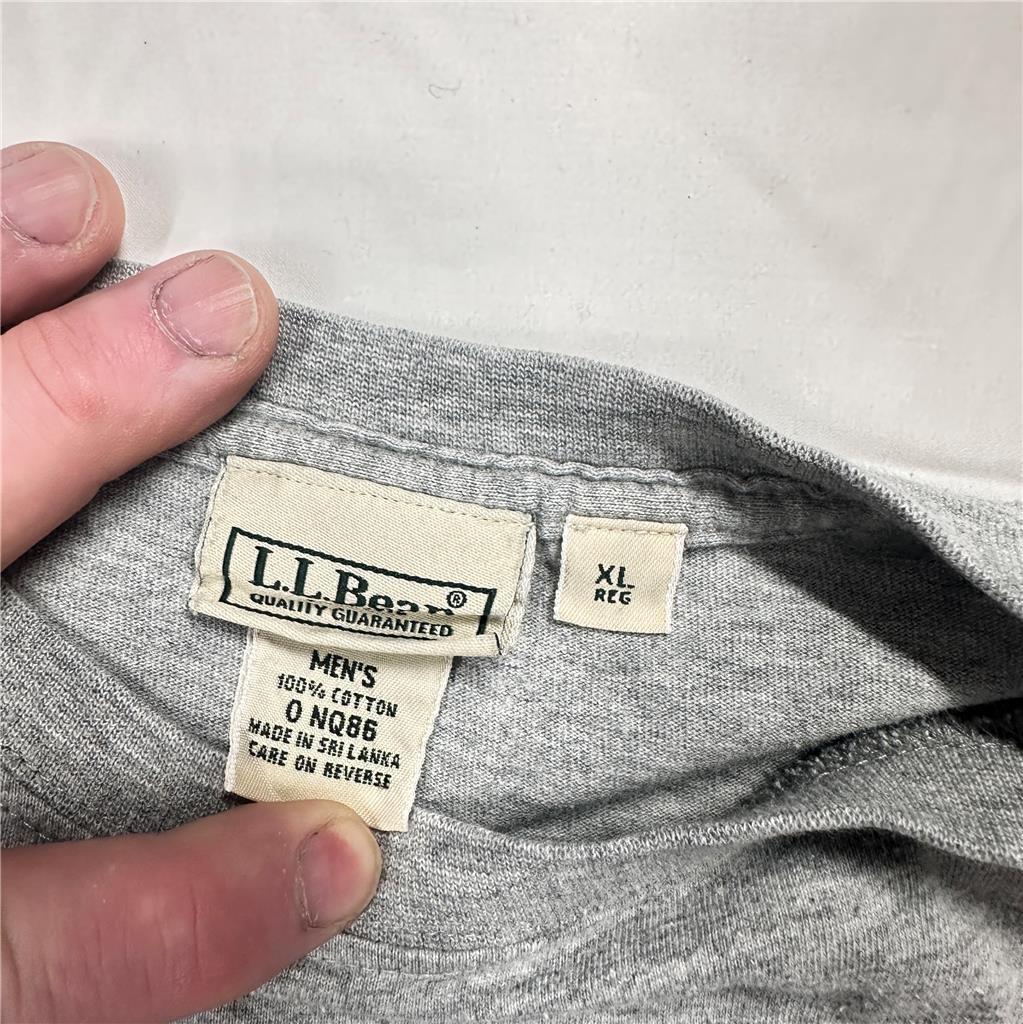 L.L.Bean®
QUALITY GUARANTEED
XL
REG
MEN'S
100% COTTON
0 NQ86
MADE IN SRI LANKA
CARE ON REVERSE